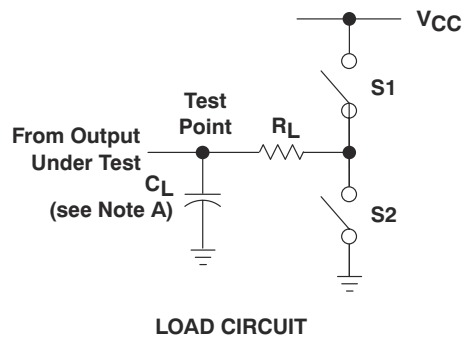 VCC
S1
Test
Point
RL
From Output
Under Test
CL
(see Note A)
S2
LOAD CIRCUIT